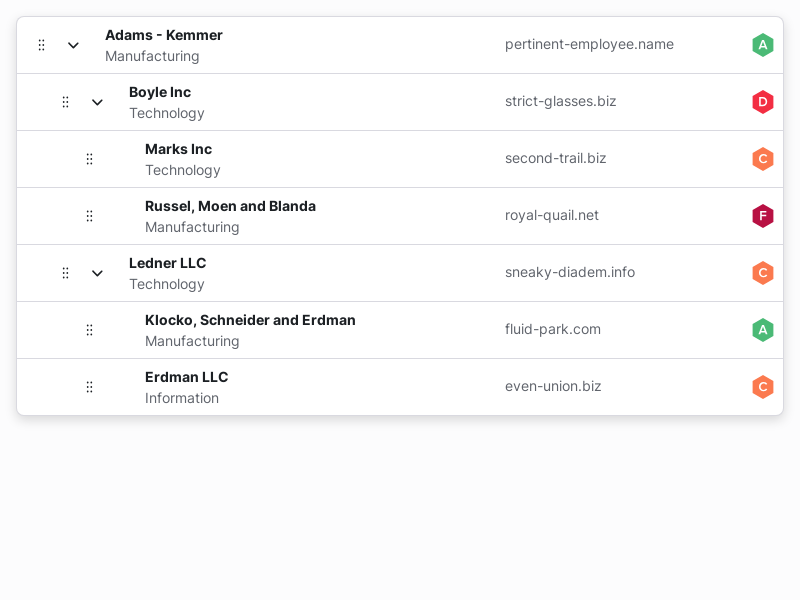 Adams - Kemmer
Manufacturing
pertinent-employee.name
A
Boyle Inc
Technology
strict-glasses.biz
D
Marks Inc
Technology
second-trail.biz
C
Russel, Moen and Blanda
Manufacturing
royal-quail.net
F
Ledner LLC
Technology
sneaky-diadem.info
C
Klocko, Schneider and Erdman
Manufacturing
fluid-park.com
A
Erdman LLC
Information
even-union.biz
C